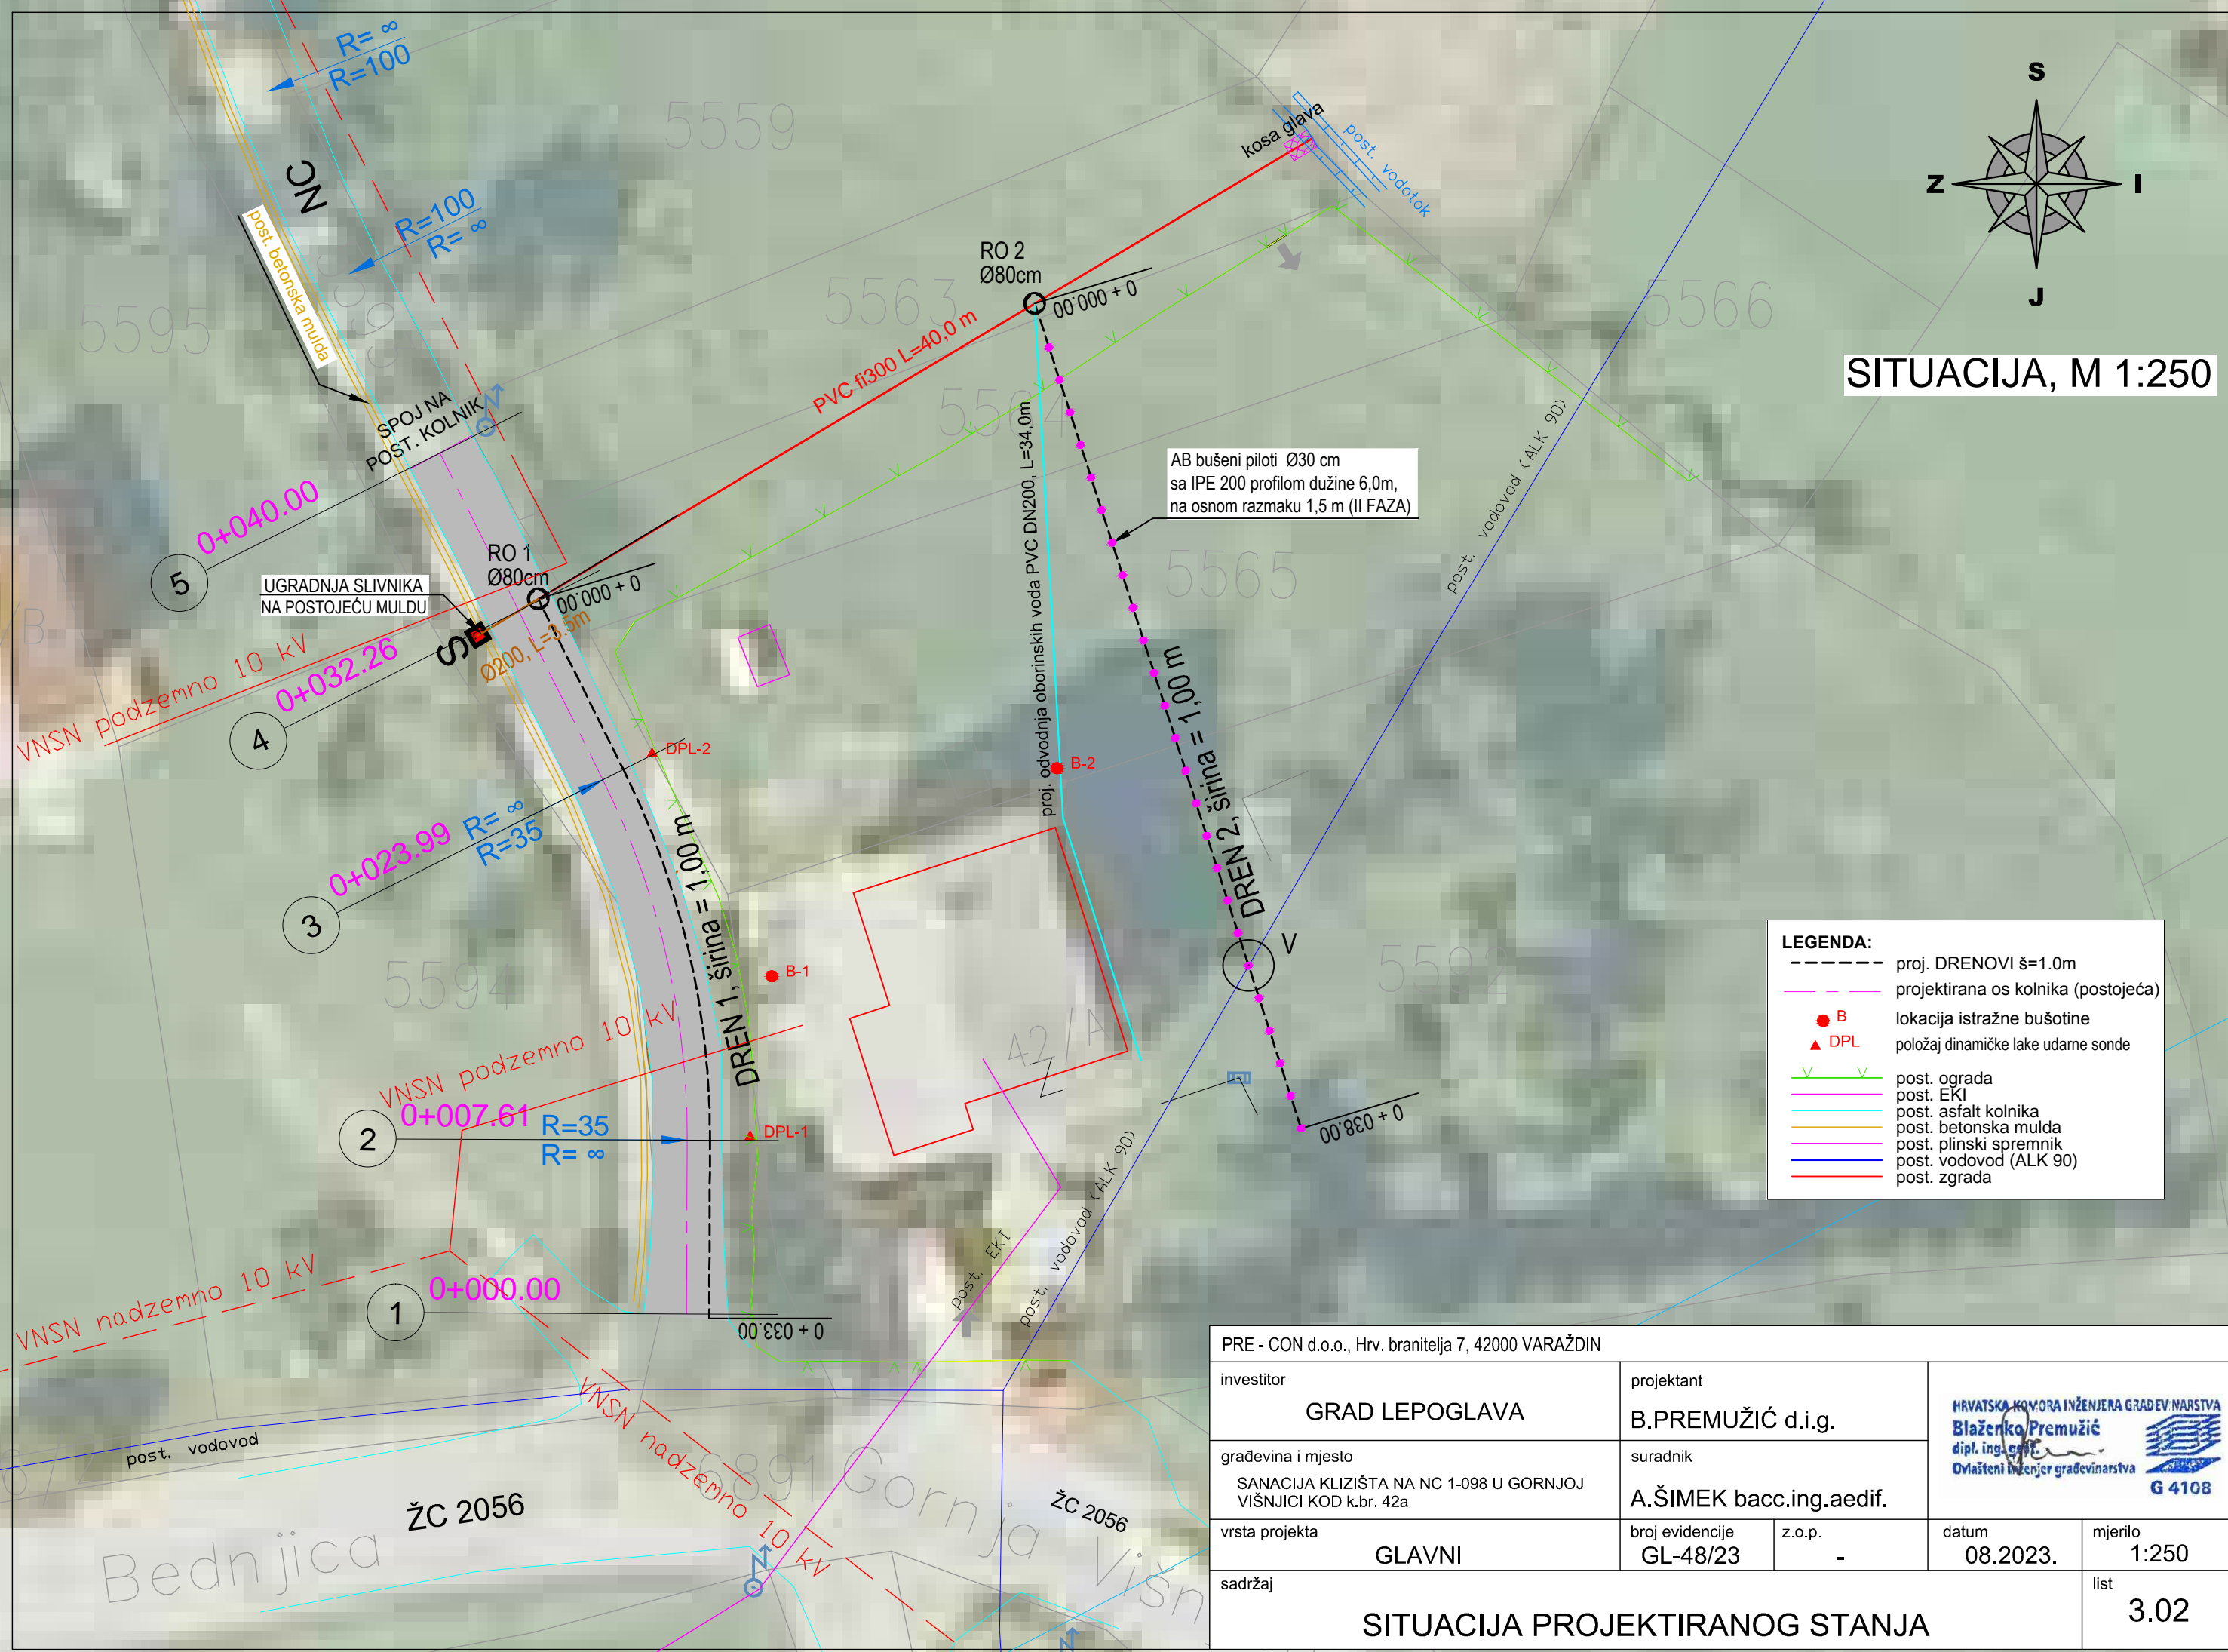 R= ∞
R=100
R=100
R= ∞
NC
post. betonska mulda
5559
5595
5563
5564
5565
5566
5594
5592
kosa glava
post. vodotok
S
Z
I
J
SITUACIJA, M 1:250
RO 2
Ø80cm
0 + 000.00
PVC fi300 L=40,0 m
SPOJ NA
POST. KOLNIK
5
0+040.00
AB bušeni piloti Ø30 cm
sa IPE 200 profilom dužine 6,0m,
na osnom razmaku 1,5 m (II FAZA)
post. vodovod (ALK 90)
RO 1
Ø80cm
0 + 000.00
UGRADNJA SLIVNIKA
NA POSTOJEĆU MULDU
S
Ø200, L=3.5m
VNSN podzemno 10 kV
4
0+032.26
proj. odvodnja oborinskih voda PVC DN200, L=34,0m
DREN 2, širina = 1,00 m
DPL-2
B-2
3
0+023.99
R= ∞
R=35
DREN 1, širina = 1,00 m
B-1
V
VNSN podzemno 10 kV
42/A
2
0+007.61
R=35
R= ∞
DPL-1
0 + 038.00
post. vodovod (ALK 90)
post. EKI
VNSN nadzemno 10 kV
1
0+000.00
0 + 033.00
VNSN nadzemno 10 kV
post. vodovod
ŽC 2056
ŽC 2056
Bednjica
6891
Gornja Višn
LEGENDA:
proj. DRENOVI š=1.0m
projektirana os kolnika (postojeća)
B lokacija istražne bušotine
DPL položaj dinamičke lake udarne sonde
post. ograda
post. EKI
post. asfalt kolnika
post. betonska mulda
post. plinski spremnik
post. vodovod (ALK 90)
post. zgrada
PRE - CON d.o.o., Hrv. branitelja 7, 42000 VARAŽDIN
investitor
GRAD LEPOGLAVA
projektant
B.PREMUŽIĆ d.i.g.
građevina i mjesto
SANACIJA KLIZIŠTA NA NC 1-098 U GORNJOJ
VIŠNJICI KOD k.br. 42a
suradnik
A.ŠIMEK bacc.ing.aedif.
HRVATSKA KOMORA INŽENJERA GRAĐEVINARSTVA
Blaženko Premužić
dipl. ing. građ.
Ovlašteni inženjer građevinarstva
G 4108
vrsta projekta
GLAVNI
broj evidencije
GL-48/23
z.o.p.
-
datum
08.2023.
mjerilo
1:250
sadržaj
SITUACIJA PROJEKTIRANOG STANJA
list
3.02